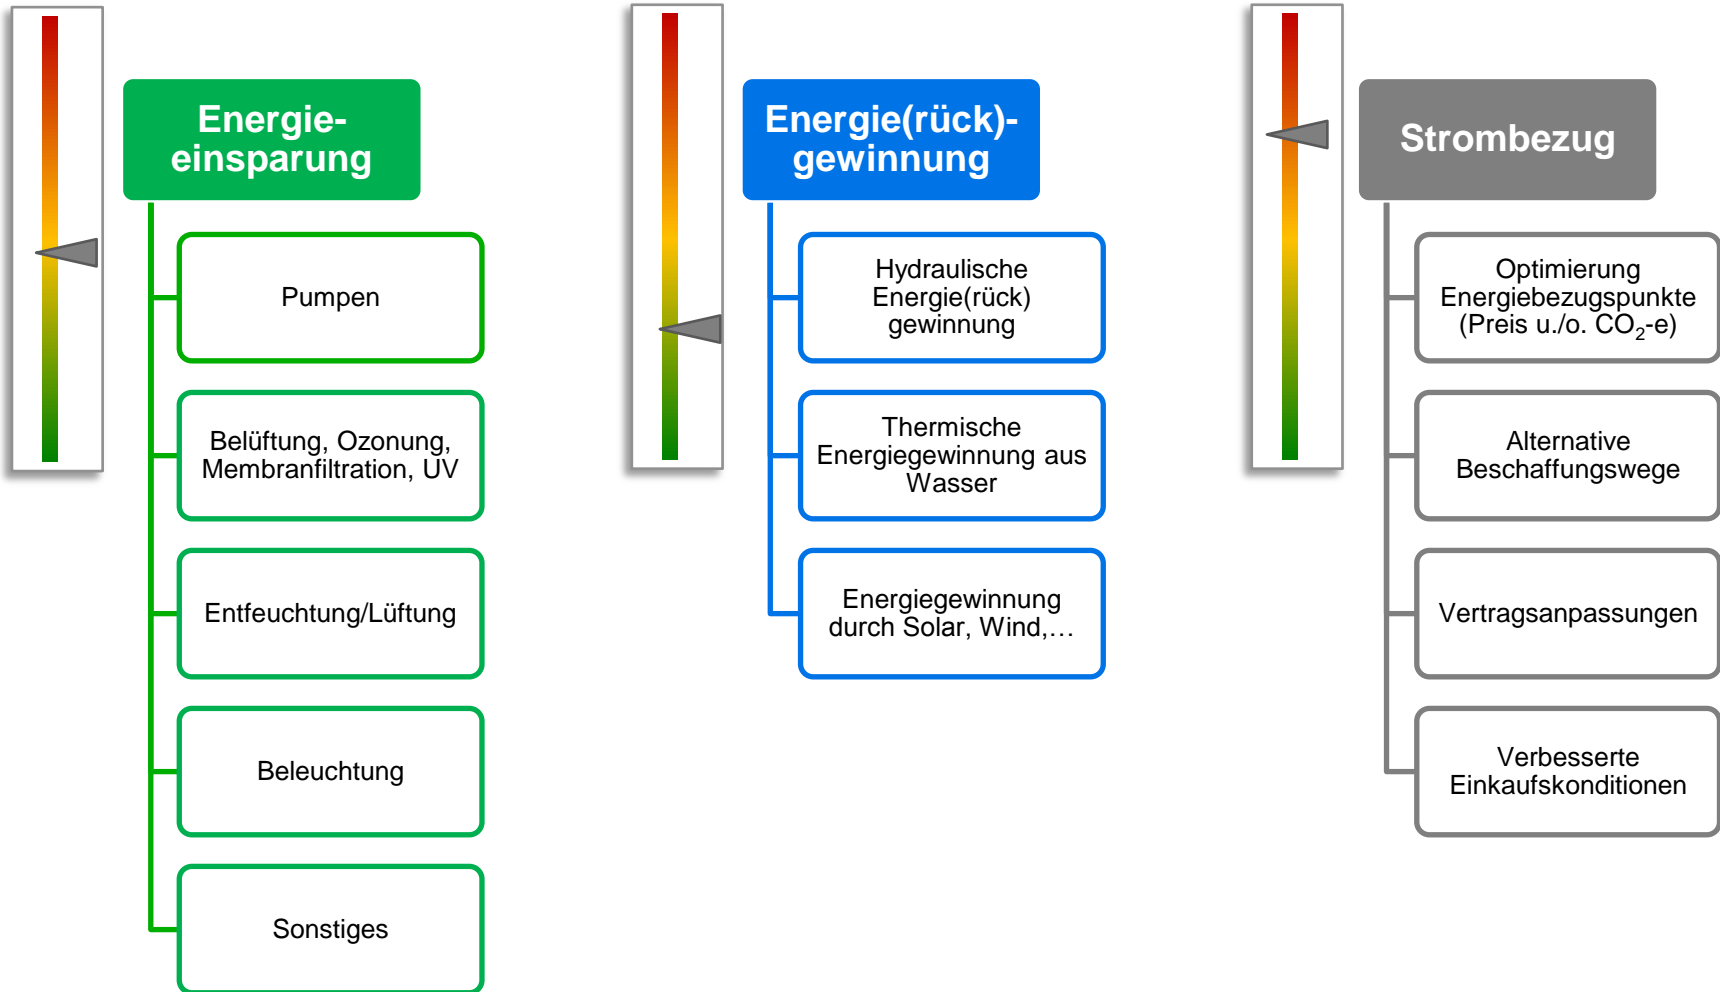 Energie-
einsparung
Pumpen
Belüftung, Ozonung,
Membranfiltration, UV
Entfeuchtung/Lüftung
Beleuchtung
Sonstiges
Energie(rück)-
gewinnung
Hydraulische
Energie(rück)
gewinnung
Thermische
Energiegewinnung aus
Wasser
Energiegewinnung
durch Solar, Wind,…
Strombezug
Optimierung
Energiebezugspunkte
(Preis u./o. CO₂-e)
Alternative
Beschaffungswege
Vertragsanpassungen
Verbesserte
Einkaufskonditionen